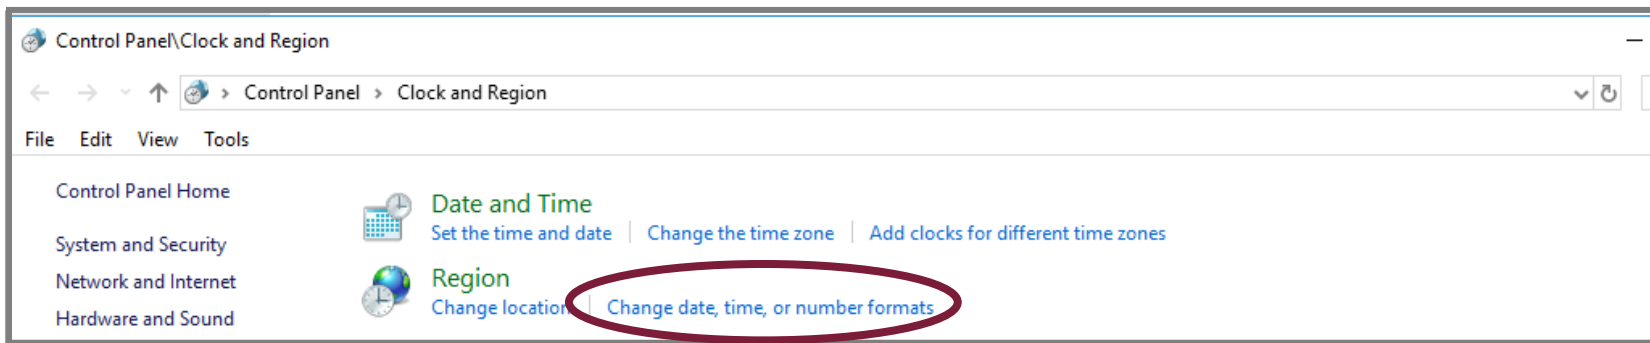 Control Panel\Clock and Region
Control Panel > Clock and Region
File Edit View Tools
Control Panel Home
System and Security
Network and Internet
Hardware and Sound
Date and Time
Set the time and date | Change the time zone | Add clocks for different time zones
Region
Change location | Change date, time, or number formats